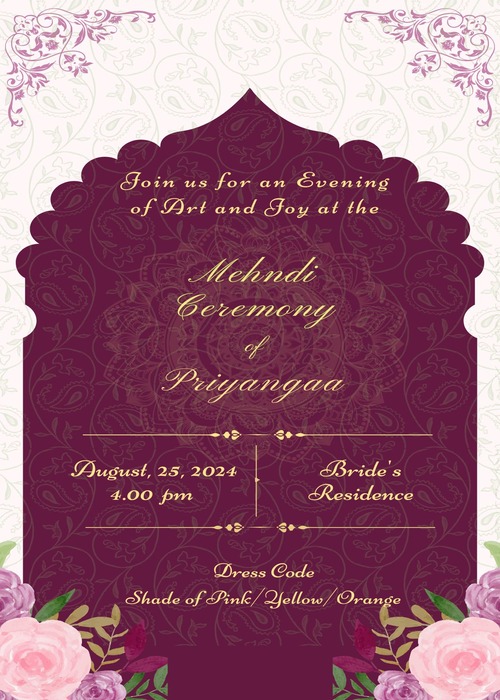 Join us for an Evening
of Art and Joy at the
Mehndi
Ceremony
of
Priyangaa
August, 25, 2024
4.00 pm
Bride's
Residence
Dress Code
Shade of Pink/Yellow/Orange